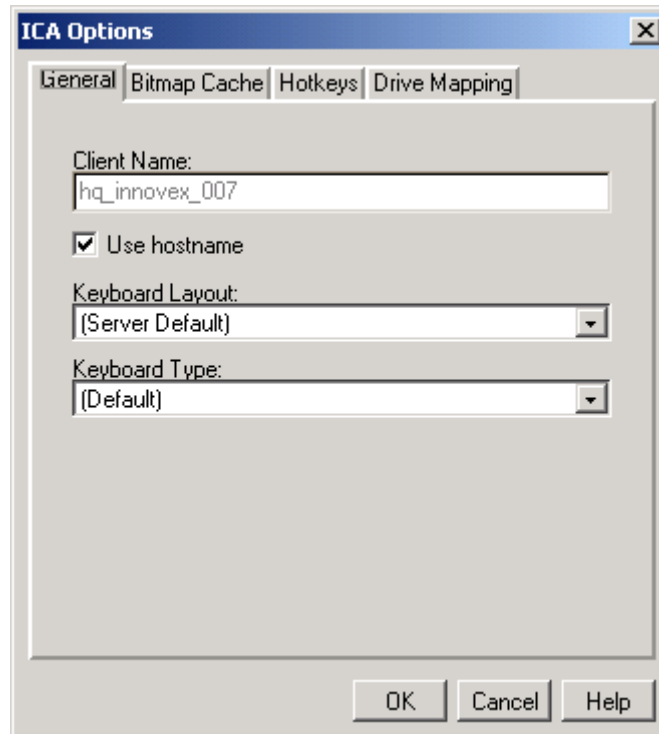 ICA Options
General Bitmap Cache Hotkeys Drive Mapping
Client Name:
hq_innovex_007
Use hostname
Keyboard Layout:
(Server Default)
Keyboard Type:
(Default)
OK Cancel Help